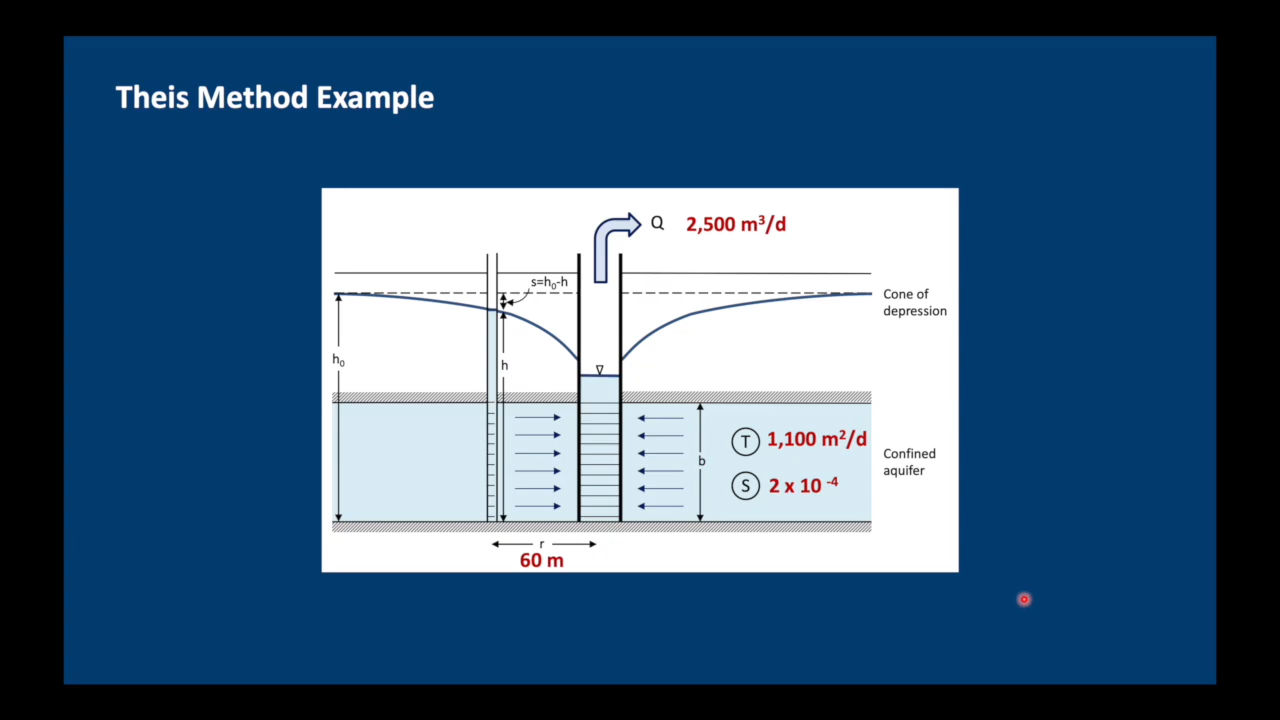 Theis Method Example
Q 2,500 m³/d
s=h₀-h
Cone of
depression
h₀
h
T 1,100 m²/d
b
Confined
aquifer
S 2 x 10 ⁻⁴
r
60 m